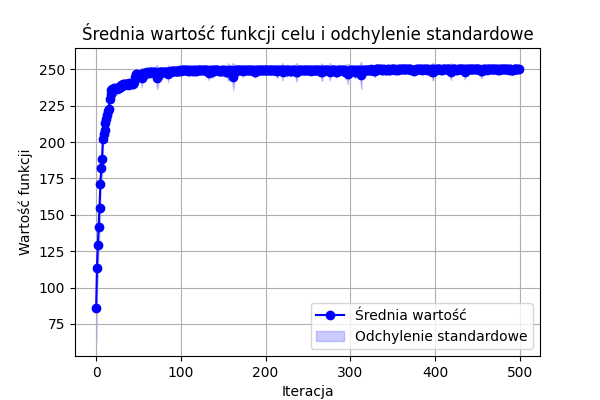 Średnia wartość funkcji celu i odchylenie standardowe
250
225
200
175
150
125
100
75
Wartość funkcji
0 100 200 300 400 500
Iteracja
Średnia wartość
Odchylenie standardowe